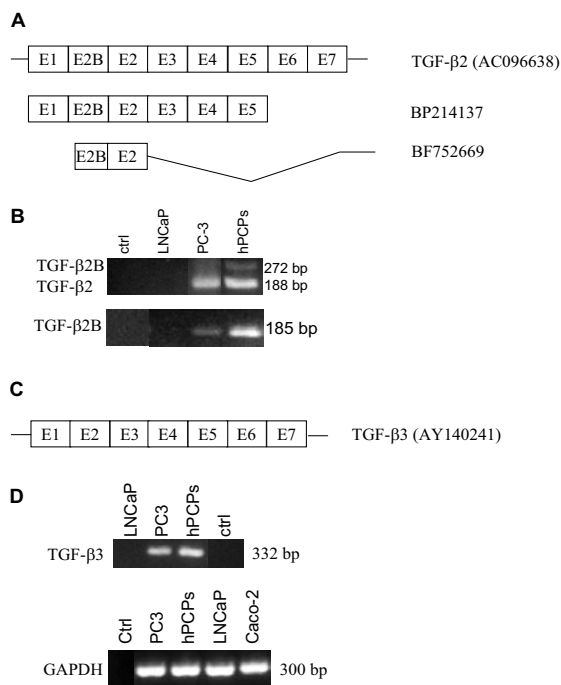 A
E1 E2B E2 E3 E4 E5 E6 E7 TGF-β2 (AC096638)
E1 E2B E2 E3 E4 E5 BP214137
E2B E2 BF752669
B
ctrl LNCaP PC-3 hPCPs
TGF-β2B 272 bp
TGF-β2 188 bp
TGF-β2B 185 bp
C
E1 E2 E3 E4 E5 E6 E7 TGF-β3 (AY140241)
D
LNCaP PC3 hPCPs ctrl
TGF-β3 332 bp
Ctrl PC3 hPCPs LNCaP Caco-2
GAPDH 300 bp